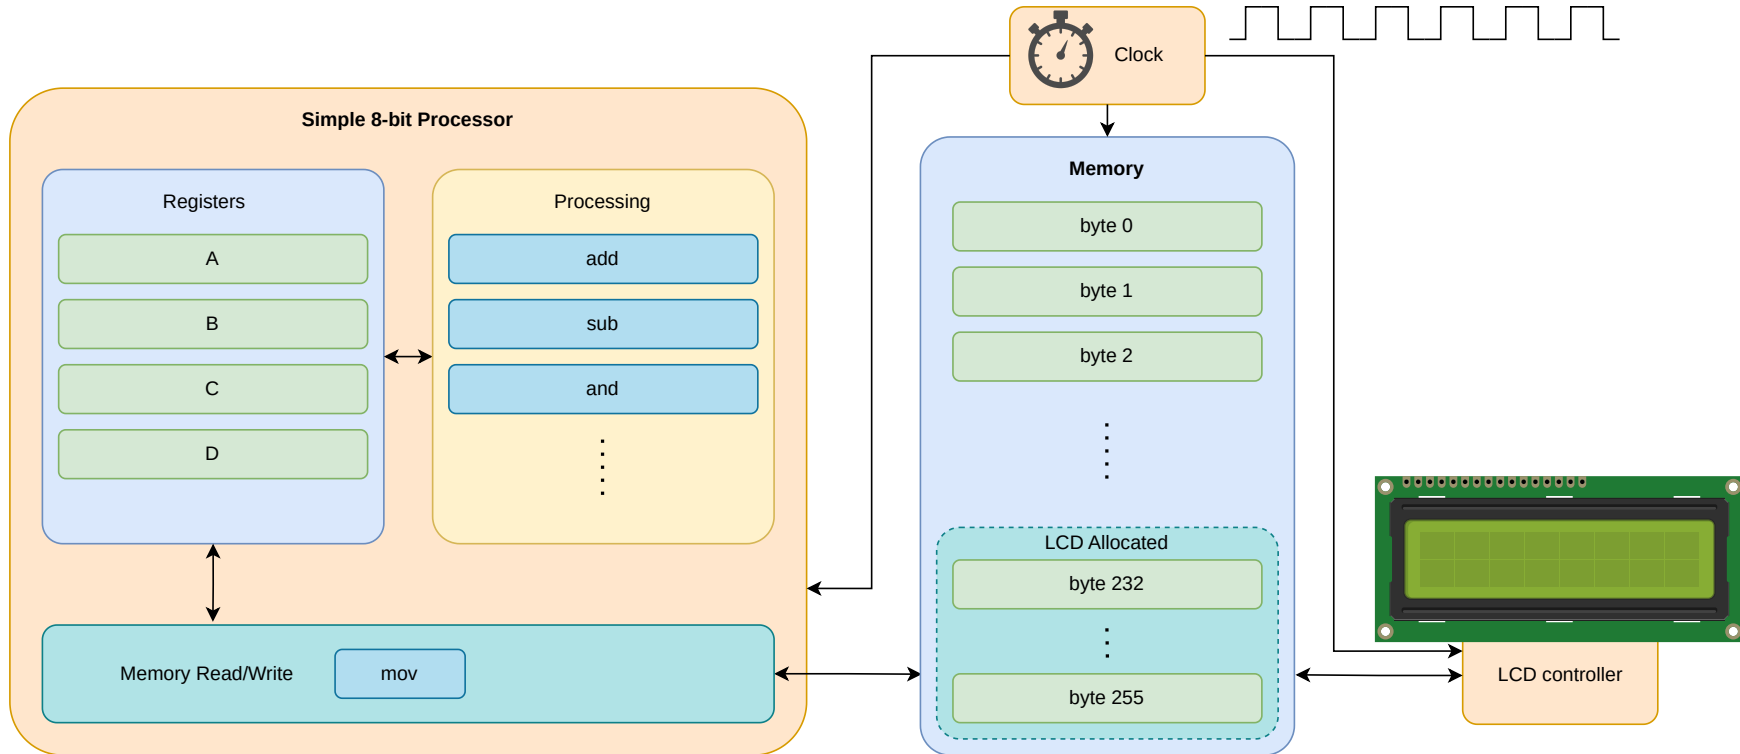 Clock
Simple 8-bit Processor
Registers
A
B
C
D
Processing
add
sub
and
Memory Read/Write
mov
Memory
byte 0
byte 1
byte 2
LCD Allocated
byte 232
byte 255
LCD controller